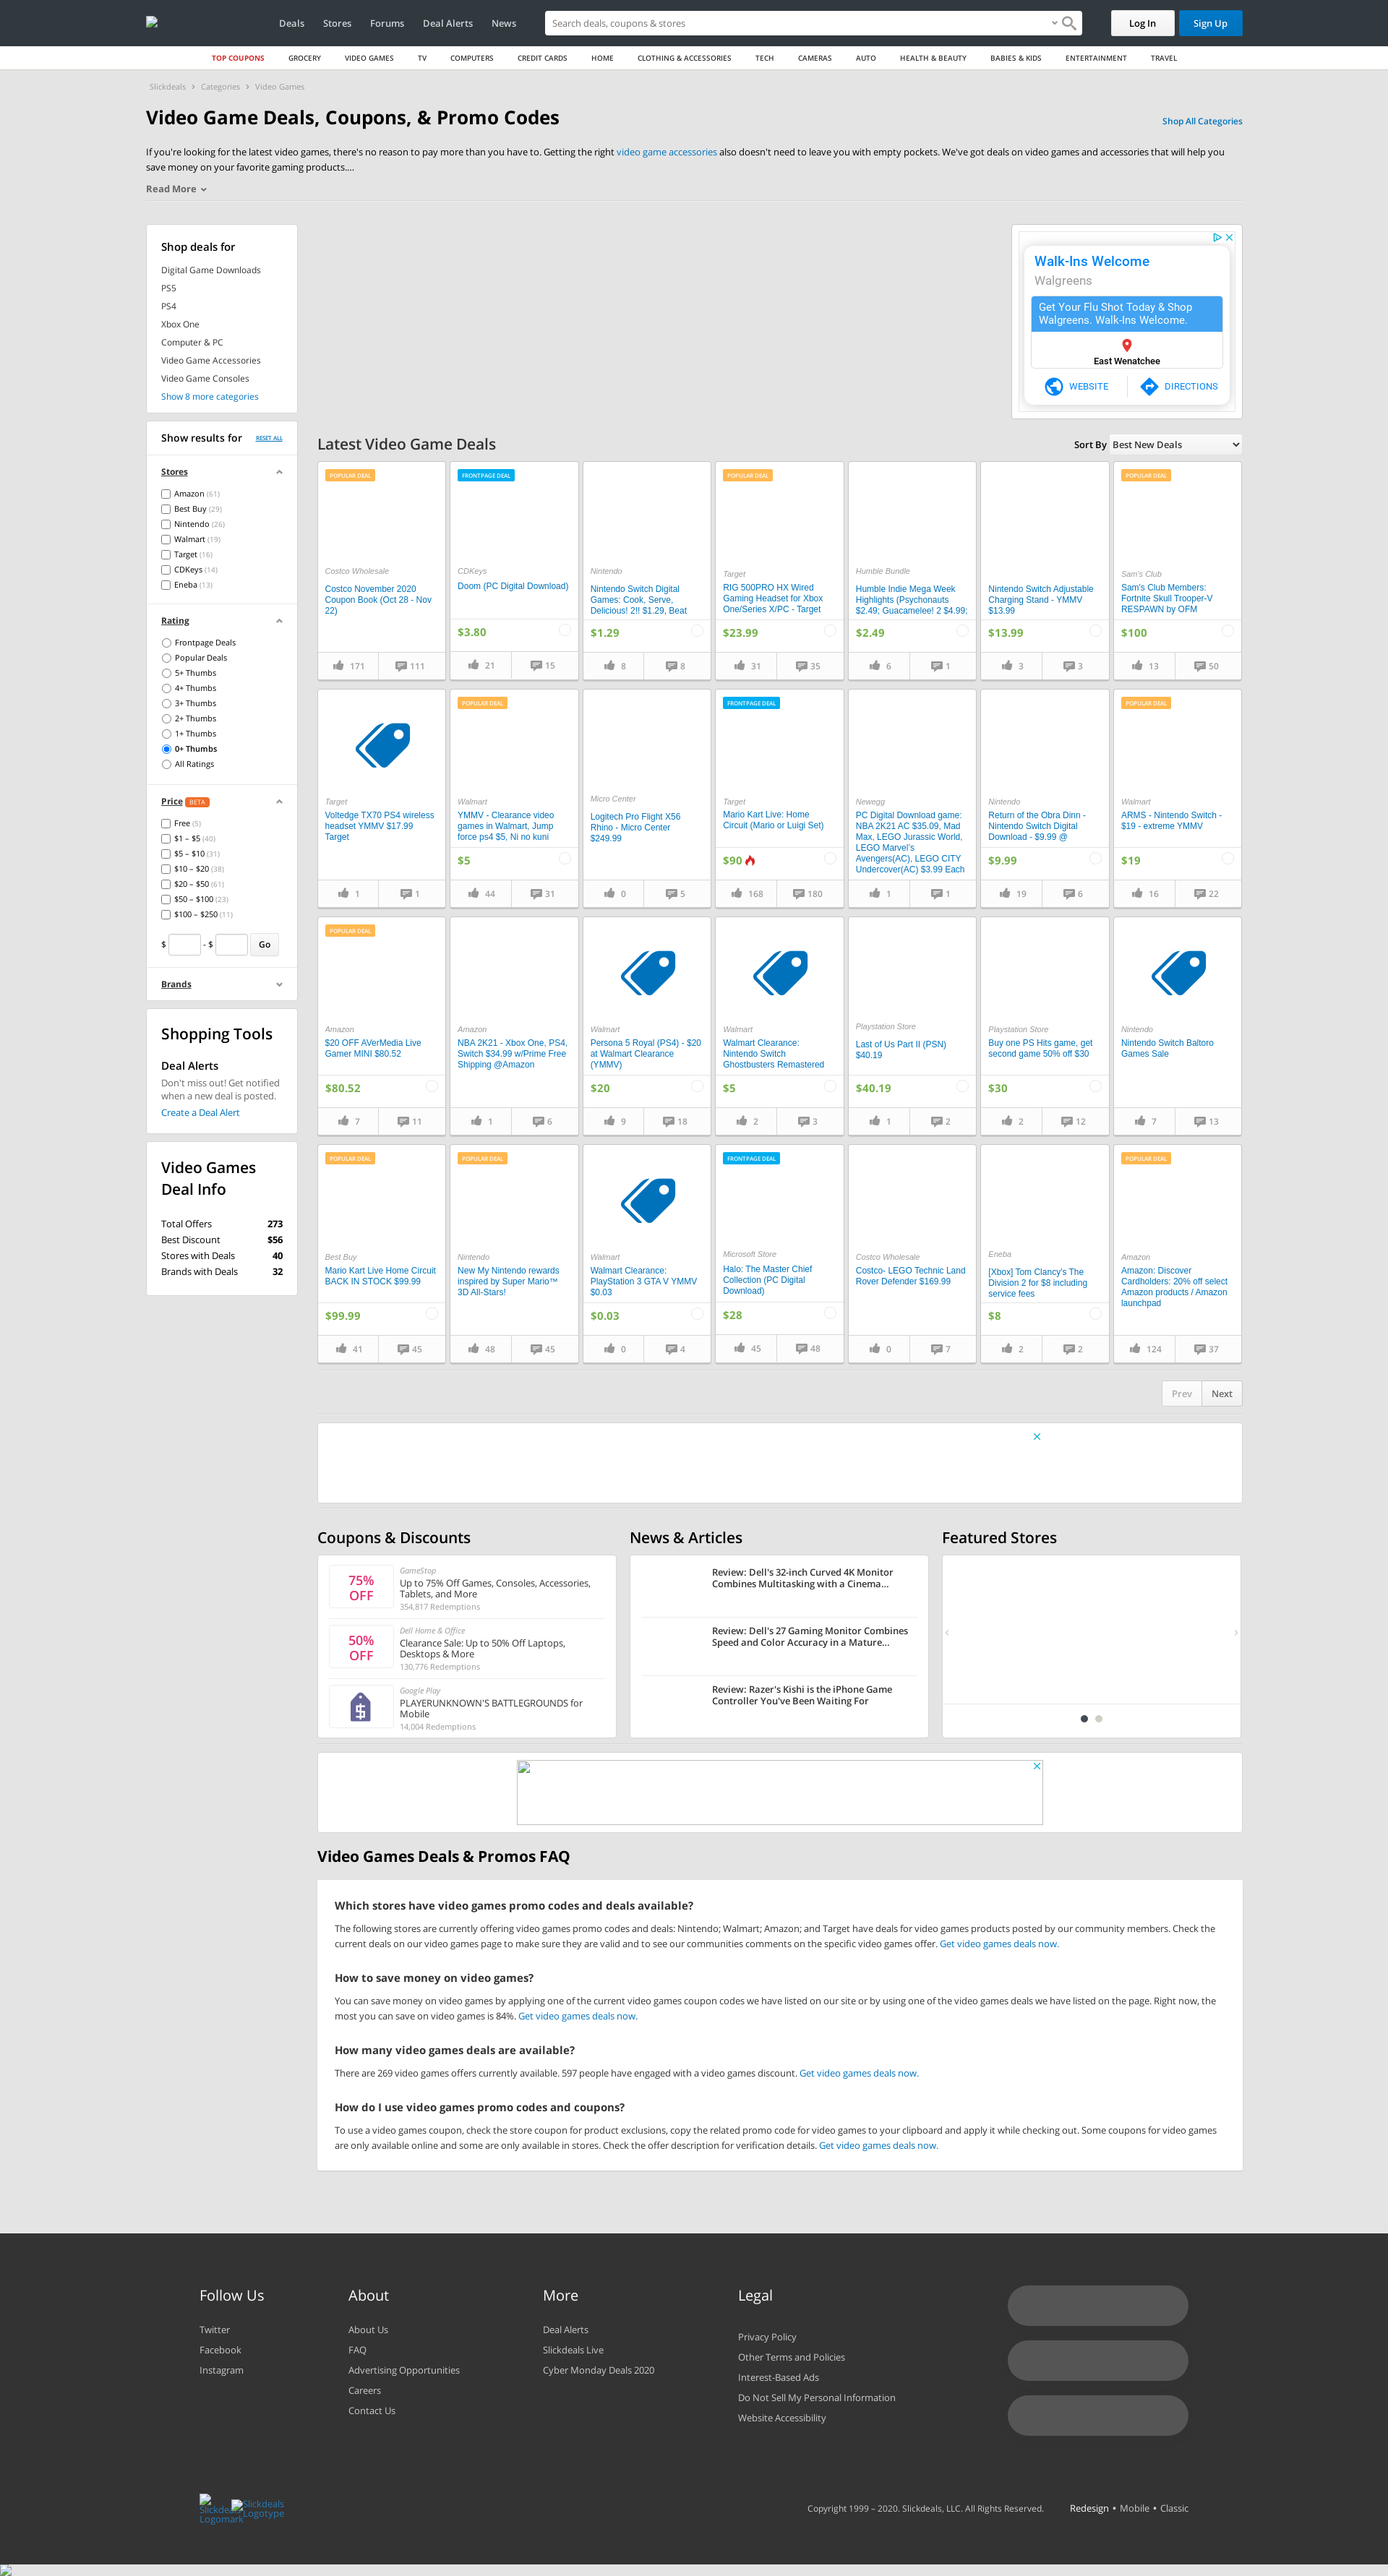 Deals Stores Forums Deal Alerts News
Search deals, coupons & stores
Log In Sign Up
TOP COUPONS GROCERY VIDEO GAMES TV COMPUTERS CREDIT CARDS HOME CLOTHING & ACCESSORIES TECH CAMERAS AUTO HEALTH & BEAUTY BABIES & KIDS ENTERTAINMENT TRAVEL
Slickdeals › Categories › Video Games
Video Game Deals, Coupons, & Promo Codes
Shop All Categories
If you're looking for the latest video games, there's no reason to pay more than you have to. Getting the right video game accessories also doesn't need to leave you with empty pockets. We've got deals on video games and accessories that will help you
save money on your favorite gaming products....
Read More
Shop deals for
Digital Game Downloads
PS5
PS4
Xbox One
Computer & PC
Video Game Accessories
Video Game Consoles
Show 8 more categories
Walk-Ins Welcome
Walgreens
Get Your Flu Shot Today & Shop
Walgreens. Walk-Ins Welcome.
East Wenatchee
WEBSITE DIRECTIONS
Show results for RESET ALL
Stores
Amazon (61)
Best Buy (29)
Nintendo (26)
Walmart (19)
Target (16)
CDKeys (14)
Eneba (13)
Rating
Frontpage Deals
Popular Deals
5+ Thumbs
4+ Thumbs
3+ Thumbs
2+ Thumbs
1+ Thumbs
0+ Thumbs
All Ratings
Price BETA
Free (5)
$1 – $5 (40)
$5 – $10 (31)
$10 – $20 (38)
$20 – $50 (61)
$50 – $100 (23)
$100 – $250 (11)
$ - $ Go
Brands
Shopping Tools
Deal Alerts
Don't miss out! Get notified
when a new deal is posted.
Create a Deal Alert
Video Games
Deal Info
Total Offers 273
Best Discount $56
Stores with Deals 40
Brands with Deals 32
Latest Video Game Deals
Sort By Best New Deals
POPULAR DEAL
Costco Wholesale
Costco November 2020
Coupon Book (Oct 28 - Nov
22)
171 111
FRONTPAGE DEAL
CDKeys
Doom (PC Digital Download)
$3.80
21 15
Nintendo
Nintendo Switch Digital
Games: Cook, Serve,
Delicious! 2!! $1.29, Beat
$1.29
8 8
POPULAR DEAL
Target
RIG 500PRO HX Wired
Gaming Headset for Xbox
One/Series X/PC - Target
$23.99
31 35
Humble Bundle
Humble Indie Mega Week
Highlights (Psychonauts
$2.49; Guacamelee! 2 $4.99;
$2.49
6 1
Nintendo Switch Adjustable
Charging Stand - YMMV
$13.99
$13.99
3 3
POPULAR DEAL
Sam's Club
Sam's Club Members:
Fortnite Skull Trooper-V
RESPAWN by OFM
$100
13 50
Target
Voltedge TX70 PS4 wireless
headset YMMV $17.99
Target
1 1
POPULAR DEAL
Walmart
YMMV - Clearance video
games in Walmart, Jump
force ps4 $5, Ni no kuni
$5
44 31
Micro Center
Logitech Pro Flight X56
Rhino - Micro Center
$249.99
0 5
FRONTPAGE DEAL
Target
Mario Kart Live: Home
Circuit (Mario or Luigi Set)
$90
168 180
Newegg
PC Digital Download game:
NBA 2K21 AC $35.09, Mad
Max, LEGO Jurassic World,
LEGO Marvel's
Avengers(AC), LEGO CITY
Undercover(AC) $3.99 Each
1 1
Nintendo
Return of the Obra Dinn -
Nintendo Switch Digital
Download - $9.99 @
$9.99
19 6
POPULAR DEAL
Walmart
ARMS - Nintendo Switch -
$19 - extreme YMMV
$19
16 22
POPULAR DEAL
Amazon
$20 OFF AVerMedia Live
Gamer MINI $80.52
$80.52
7 11
Amazon
NBA 2K21 - Xbox One, PS4,
Switch $34.99 w/Prime Free
Shipping @Amazon
1 6
Walmart
Persona 5 Royal (PS4) - $20
at Walmart Clearance
(YMMV)
$20
9 18
Walmart
Walmart Clearance:
Nintendo Switch
Ghostbusters Remastered
$5
2 3
Playstation Store
Last of Us Part II (PSN)
$40.19
$40.19
1 2
Playstation Store
Buy one PS Hits game, get
second game 50% off $30
$30
2 12
Nintendo
Nintendo Switch Baltoro
Games Sale
7 13
POPULAR DEAL
Best Buy
Mario Kart Live Home Circuit
BACK IN STOCK $99.99
$99.99
41 45
POPULAR DEAL
Nintendo
New My Nintendo rewards
inspired by Super Mario™
3D All-Stars!
48 45
Walmart
Walmart Clearance:
PlayStation 3 GTA V YMMV
$0.03
$0.03
0 4
FRONTPAGE DEAL
Microsoft Store
Halo: The Master Chief
Collection (PC Digital
Download)
$28
45 48
Costco Wholesale
Costco- LEGO Technic Land
Rover Defender $169.99
0 7
Eneba
[Xbox] Tom Clancy's The
Division 2 for $8 including
service fees
$8
2 2
POPULAR DEAL
Amazon
Amazon: Discover
Cardholders: 20% off select
Amazon products / Amazon
launchpad
124 37
Prev Next
Coupons & Discounts
75%
OFF
GameStop
Up to 75% Off Games, Consoles, Accessories,
Tablets, and More
354,817 Redemptions
50%
OFF
Dell Home & Office
Clearance Sale: Up to 50% Off Laptops,
Desktops & More
130,776 Redemptions
Google Play
PLAYERUNKNOWN'S BATTLEGROUNDS for
Mobile
14,004 Redemptions
News & Articles
Review: Dell's 32-inch Curved 4K Monitor
Combines Multitasking with a Cinema...
Review: Dell's 27 Gaming Monitor Combines
Speed and Color Accuracy in a Mature...
Review: Razer's Kishi is the iPhone Game
Controller You've Been Waiting For
Featured Stores
Video Games Deals & Promos FAQ
Which stores have video games promo codes and deals available?
The following stores are currently offering video games promo codes and deals: Nintendo; Walmart; Amazon; and Target have deals for video games products posted by our community members. Check the
current deals on our video games page to make sure they are valid and to see our communities comments on the specific video games offer. Get video games deals now.
How to save money on video games?
You can save money on video games by applying one of the current video games coupon codes we have listed on our site or by using one of the video games deals we have listed on the page. Right now, the
most you can save on video games is 84%. Get video games deals now.
How many video games deals are available?
There are 269 video games offers currently available. 597 people have engaged with a video games discount. Get video games deals now.
How do I use video games promo codes and coupons?
To use a video games coupon, check the store coupon for product exclusions, copy the related promo code for video games to your clipboard and apply it while checking out. Some coupons for video games
are only available online and some are only available in stores. Check the offer description for verification details. Get video games deals now.
Follow Us
Twitter
Facebook
Instagram
About
About Us
FAQ
Advertising Opportunities
Careers
Contact Us
More
Deal Alerts
Slickdeals Live
Cyber Monday Deals 2020
Legal
Privacy Policy
Other Terms and Policies
Interest-Based Ads
Do Not Sell My Personal Information
Website Accessibility
Slickdeals
Logomark
Slickdeals
Logotype
Copyright 1999 – 2020. Slickdeals, LLC. All Rights Reserved.
Redesign • Mobile • Classic